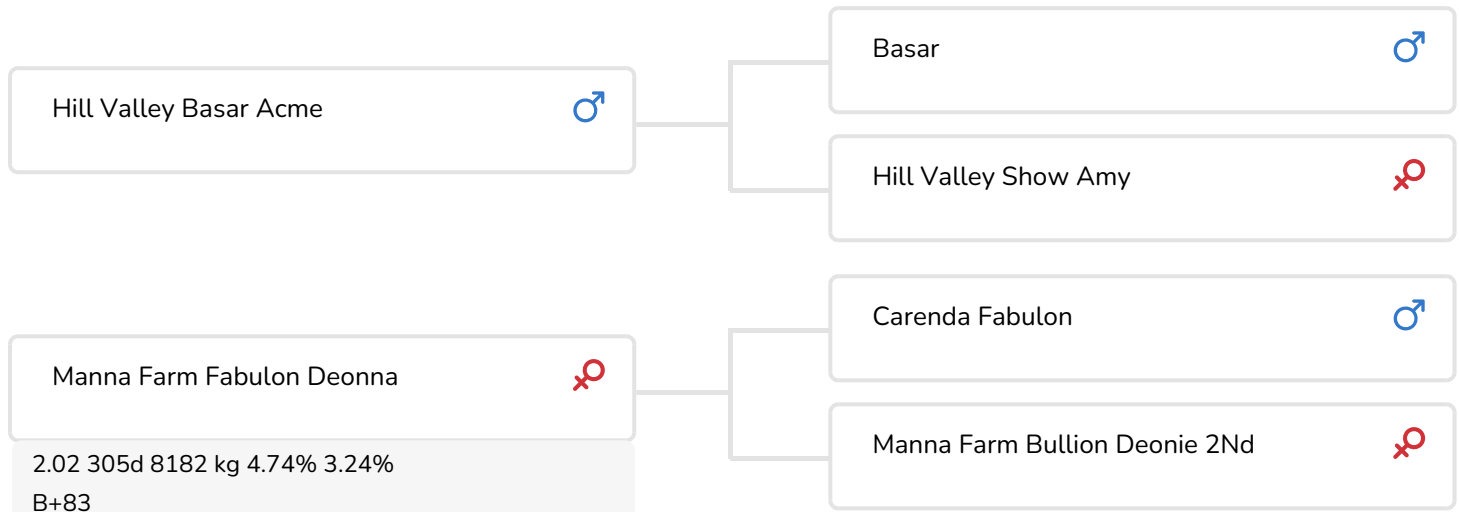 Basar
Hill Valley Basar Acme
Hill Valley Show Amy
Carenda Fabulon
Manna Farm Fabulon Deonna
Manna Farm Bullion Deonie 2Nd
2.02 305d 8182 kg 4.74% 3.24%
B+83